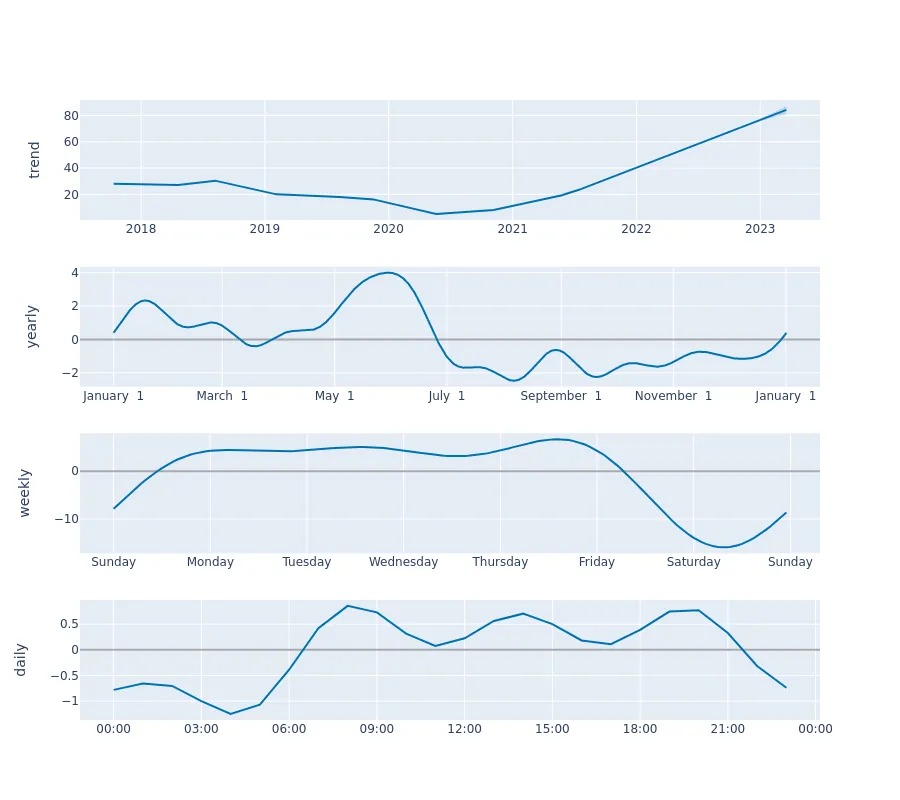 trend
80
60
40
20
2018 2019 2020 2021 2022 2023
yearly
4
2
0
−2
January 1 March 1 May 1 July 1 September 1 November 1 January 1
weekly
0
−10
Sunday Monday Tuesday Wednesday Thursday Friday Saturday Sunday
daily
0.5
0
−0.5
−1
00:00 03:00 06:00 09:00 12:00 15:00 18:00 21:00 00:00